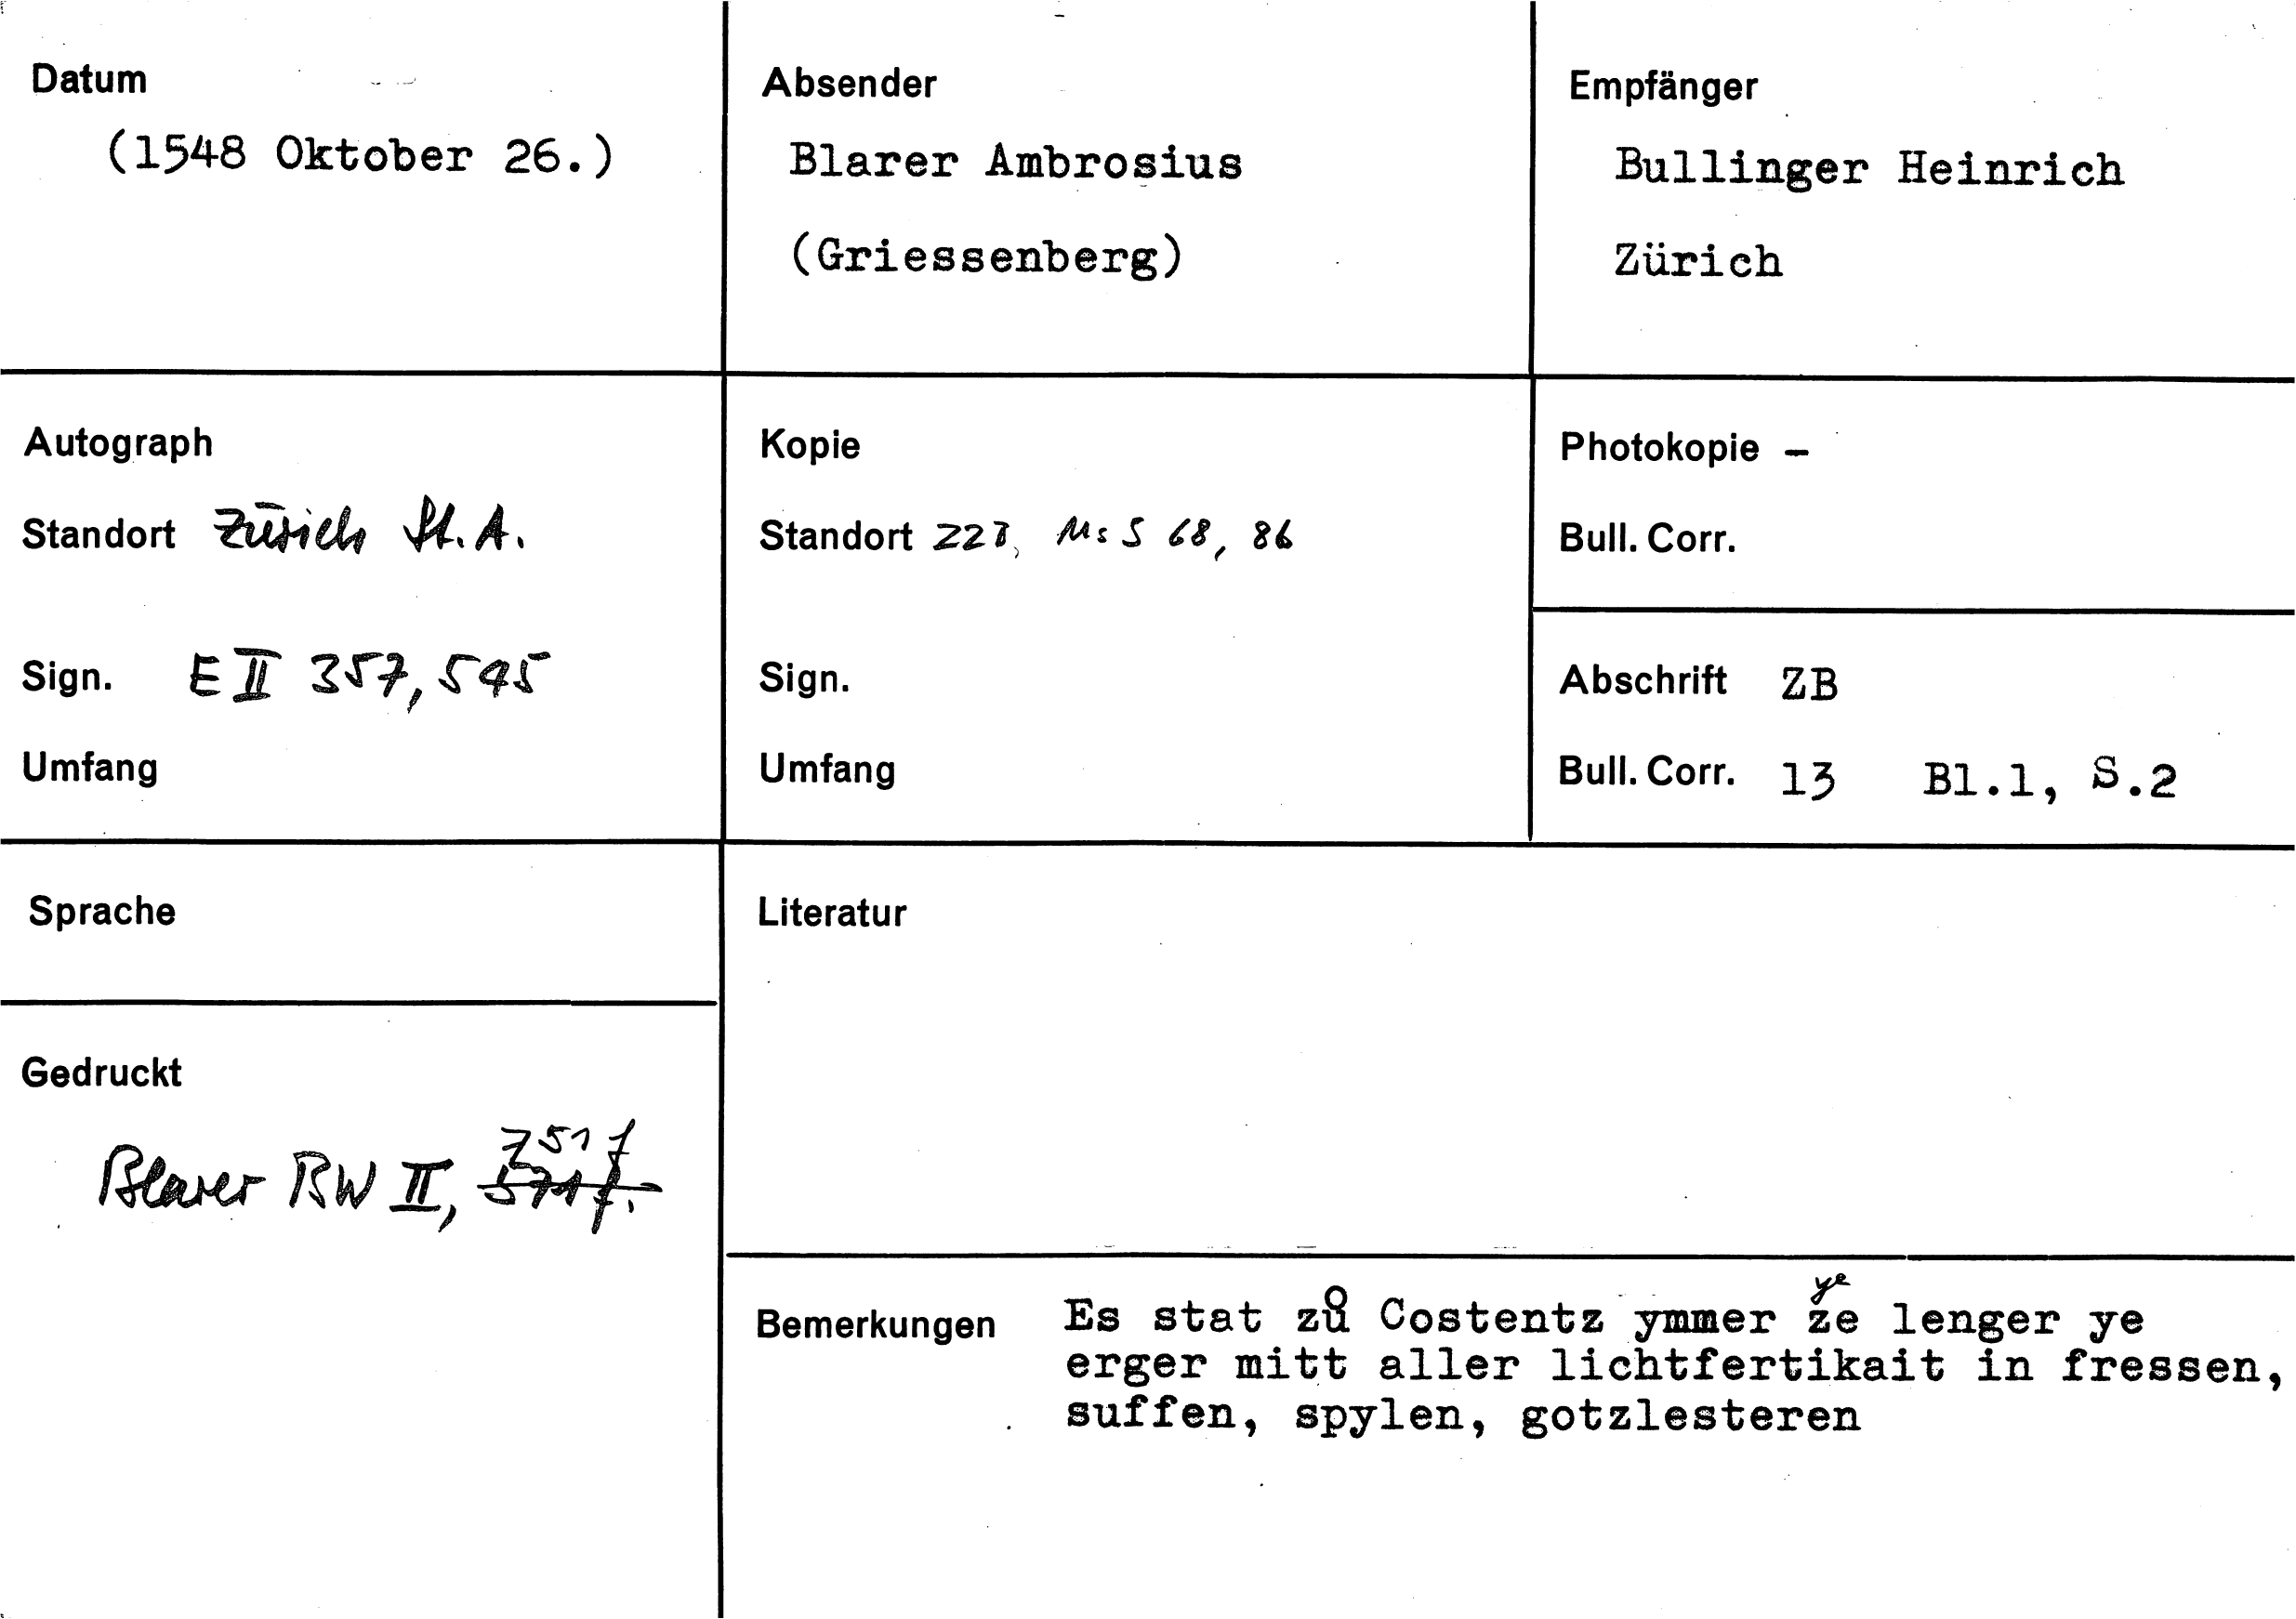 Datum
(1548 Oktober 26.)
Absender
Blarer Ambrosius
(Griessenberg)
Empfänger
Bullinger Heinrich
Zürich
Autograph
Standort Zürich St.A.
Sign. E II 357, 545
Umfang
Kopie
Standort ZZB, Ms S 68, 86
Sign.
Umfang
Photokopie –
Bull. Corr.
Abschrift ZB
Bull. Corr. 13 Bl.1, S.2
Sprache
Gedruckt
751 f
Blarer BW II, 571 f.
Literatur
ye
Bemerkungen Es stat zů Costentz ymmer ze lenger ye
erger mitt aller lichtfertikait in fressen,
suffen, spylen, gotzlesteren